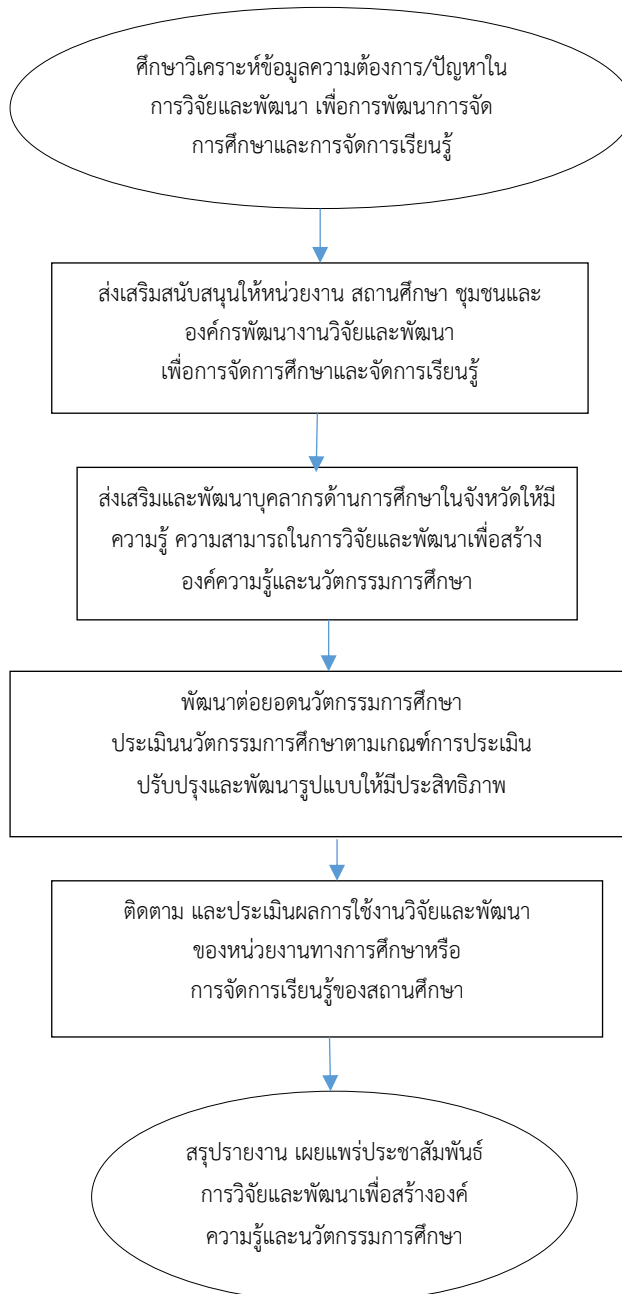 ศึกษาวิเคราะห์ข้อมูลความต้องการ/ปัญหาใน
การวิจัยและพัฒนา เพื่อการพัฒนาการจัด
การศึกษาและการจัดการเรียนรู้
ส่งเสริมสนับสนุนให้หน่วยงาน สถานศึกษา ชุมชนและ
องค์กรพัฒนางานวิจัยและพัฒนา
เพื่อการจัดการศึกษาและจัดการเรียนรู้
ส่งเสริมและพัฒนาบุคลากรด้านการศึกษาในจังหวัดให้มี
ความรู้ ความสามารถในการวิจัยและพัฒนาเพื่อสร้าง
องค์ความรู้และนวัตกรรมการศึกษา
พัฒนาต่อยอดนวัตกรรมการศึกษา
ประเมินนวัตกรรมการศึกษาตามเกณฑ์การประเมิน
ปรับปรุงและพัฒนารูปแบบให้มีประสิทธิภาพ
ติดตาม และประเมินผลการใช้งานวิจัยและพัฒนา
ของหน่วยงานทางการศึกษาหรือ
การจัดการเรียนรู้ของสถานศึกษา
สรุปรายงาน เผยแพร่ประชาสัมพันธ์
การวิจัยและพัฒนาเพื่อสร้างองค์
ความรู้และนวัตกรรมการศึกษา